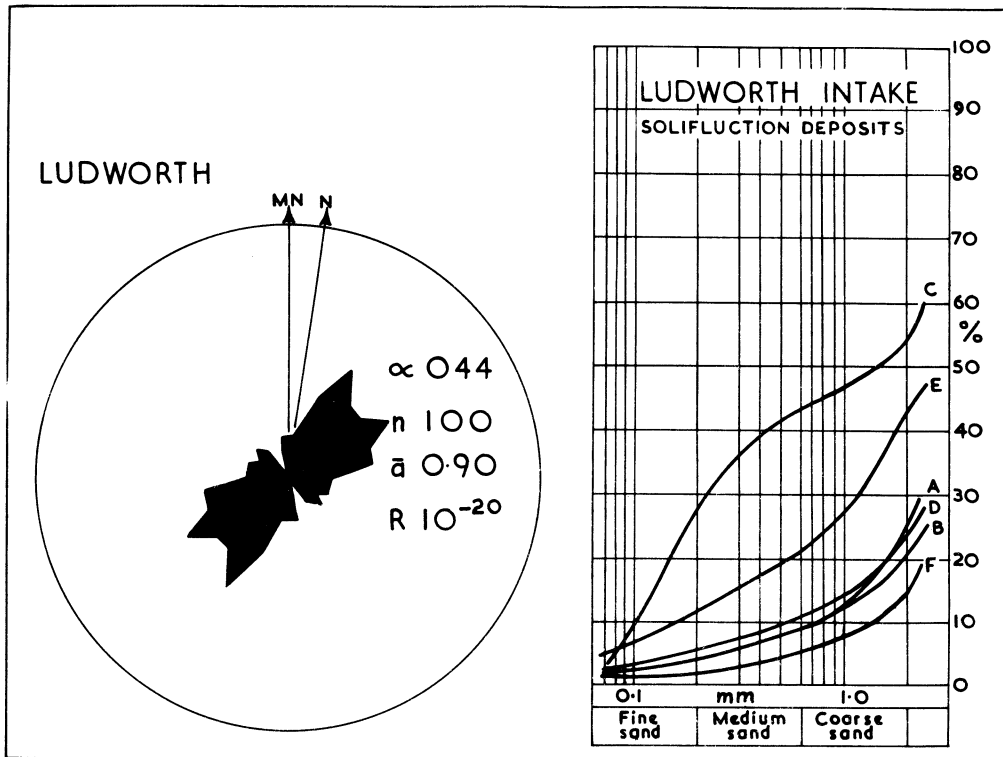 LUDWORTH
MN N
∝ 044
n 100
ā 0·90
R 10⁻²⁰
LUDWORTH INTAKE
SOLIFLUCTION DEPOSITS
100
90
80
70
60
%
50
40
30
20
10
0
C
E
A
D
B
F
0·1 mm 1·0
Fine sand
Medium sand
Coarse sand